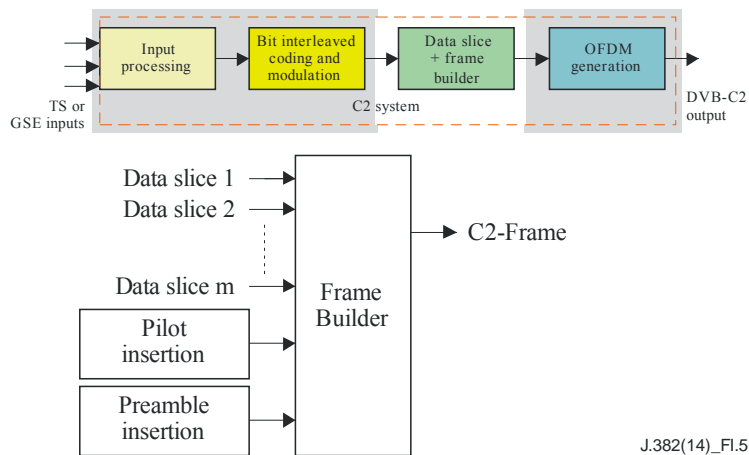 Input
processing
Bit interleaved
coding and
modulation
Data slice
+ frame
builder
OFDM
generation
TS or
GSE inputs
C2 system
DVB-C2
output
Data slice 1
Data slice 2
Data slice m
Pilot
insertion
Preamble
insertion
Frame
Builder
C2-Frame
J.382(14)_FI.5